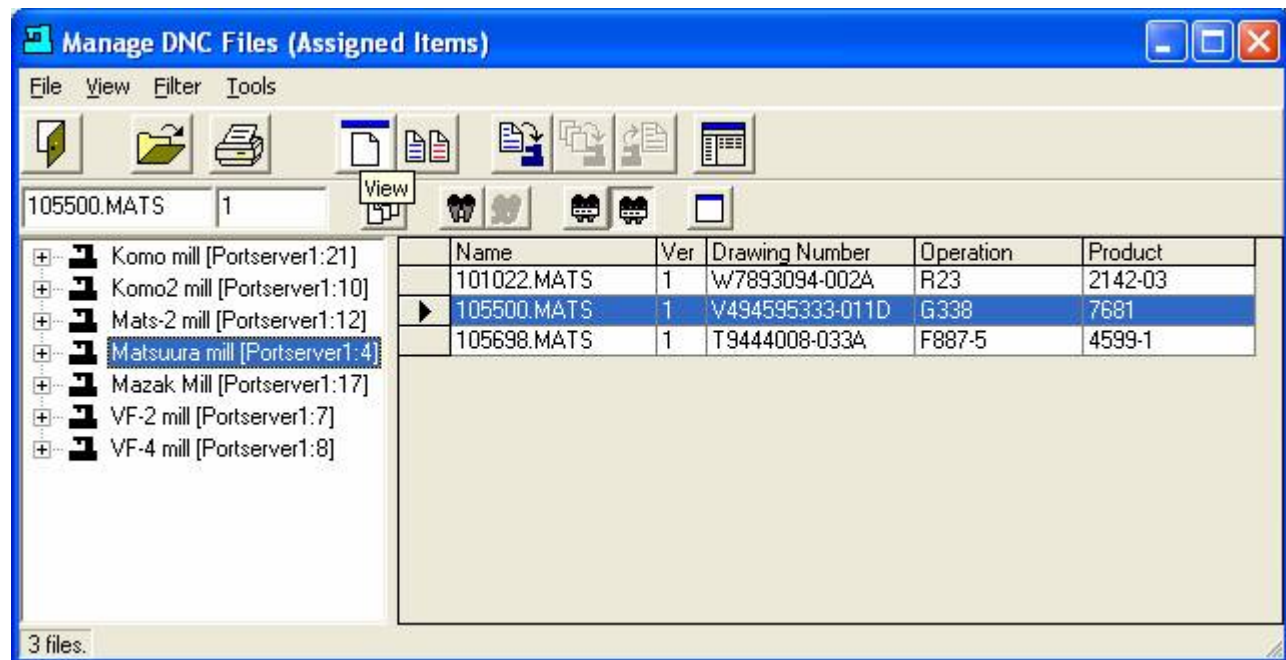 Manage DNC Files (Assigned Items)
File View Filter Tools
View
105500.MATS 1
Komo mill [Portserver1:21]
Komo2 mill [Portserver1:10]
Mats-2 mill [Portserver1:12]
Matsuura mill [Portserver1:4]
Mazak Mill [Portserver1:17]
VF-2 mill [Portserver1:7]
VF-4 mill [Portserver1:8]
Name Ver Drawing Number Operation Product
101022.MATS 1 W7893094-002A R23 2142-03
105500.MATS 1 V494595333-011D G338 7681
105698.MATS 1 T9444008-033A F887-5 4599-1
3 files.